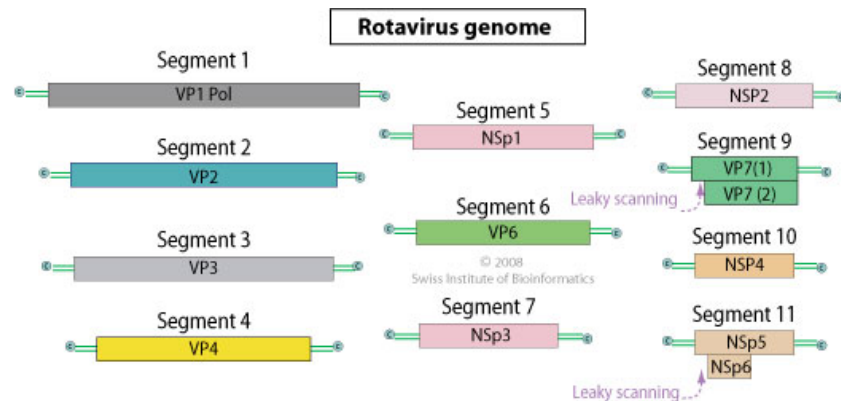 Rotavirus genome
Segment 1
C
C
VP1 Pol
Segment 2
C
C
VP2
Segment 3
C
C
VP3
Segment 4
C
C
VP4
Segment 5
C
C
NSp1
Segment 6
C
C
VP6
© 2008
Swiss Institute of Bioinformatics
Segment 7
C
C
NSp3
Segment 8
C
C
NSP2
Segment 9
C
C
VP7(1)
VP7 (2)
Leaky scanning
Segment 10
C
C
NSP4
Segment 11
C
C
NSp5
NSp6
Leaky scanning